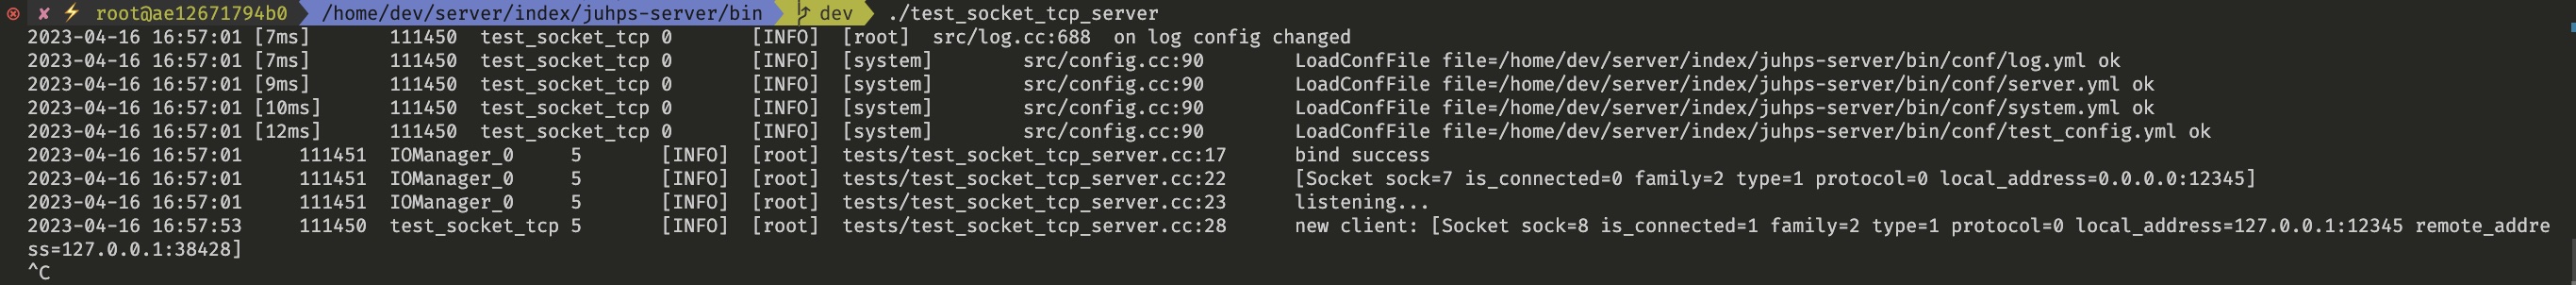 ✘ ⚡ root@ae12671794b0 /home/dev/server/index/juhps-server/bin dev ./test_socket_tcp_server
2023-04-16 16:57:01 [7ms] 111450 test_socket_tcp 0 [INFO] [root] src/log.cc:688 on log config changed
2023-04-16 16:57:01 [7ms] 111450 test_socket_tcp 0 [INFO] [system] src/config.cc:90 LoadConfFile file=/home/dev/server/index/juhps-server/bin/conf/log.yml ok
2023-04-16 16:57:01 [9ms] 111450 test_socket_tcp 0 [INFO] [system] src/config.cc:90 LoadConfFile file=/home/dev/server/index/juhps-server/bin/conf/server.yml ok
2023-04-16 16:57:01 [10ms] 111450 test_socket_tcp 0 [INFO] [system] src/config.cc:90 LoadConfFile file=/home/dev/server/index/juhps-server/bin/conf/system.yml ok
2023-04-16 16:57:01 [12ms] 111450 test_socket_tcp 0 [INFO] [system] src/config.cc:90 LoadConfFile file=/home/dev/server/index/juhps-server/bin/conf/test_config.yml ok
2023-04-16 16:57:01 111451 IOManager_0 5 [INFO] [root] tests/test_socket_tcp_server.cc:17 bind success
2023-04-16 16:57:01 111451 IOManager_0 5 [INFO] [root] tests/test_socket_tcp_server.cc:22 [Socket sock=7 is_connected=0 family=2 type=1 protocol=0 local_address=0.0.0.0:12345]
2023-04-16 16:57:01 111451 IOManager_0 5 [INFO] [root] tests/test_socket_tcp_server.cc:23 listening...
2023-04-16 16:57:53 111450 test_socket_tcp 5 [INFO] [root] tests/test_socket_tcp_server.cc:28 new client: [Socket sock=8 is_connected=1 family=2 type=1 protocol=0 local_address=127.0.0.1:12345 remote_addre
ss=127.0.0.1:38428]
^C